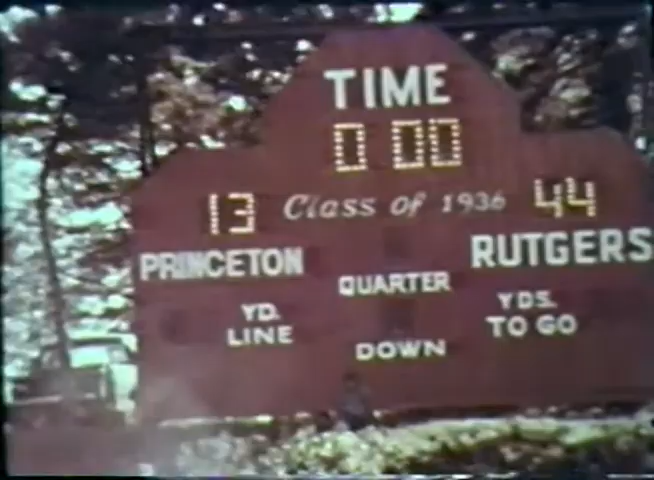 TIME
0 00
13 Class of 1936 44
PRINCETON RUTGERS
QUARTER
YD. LINE YDS. TO GO
DOWN